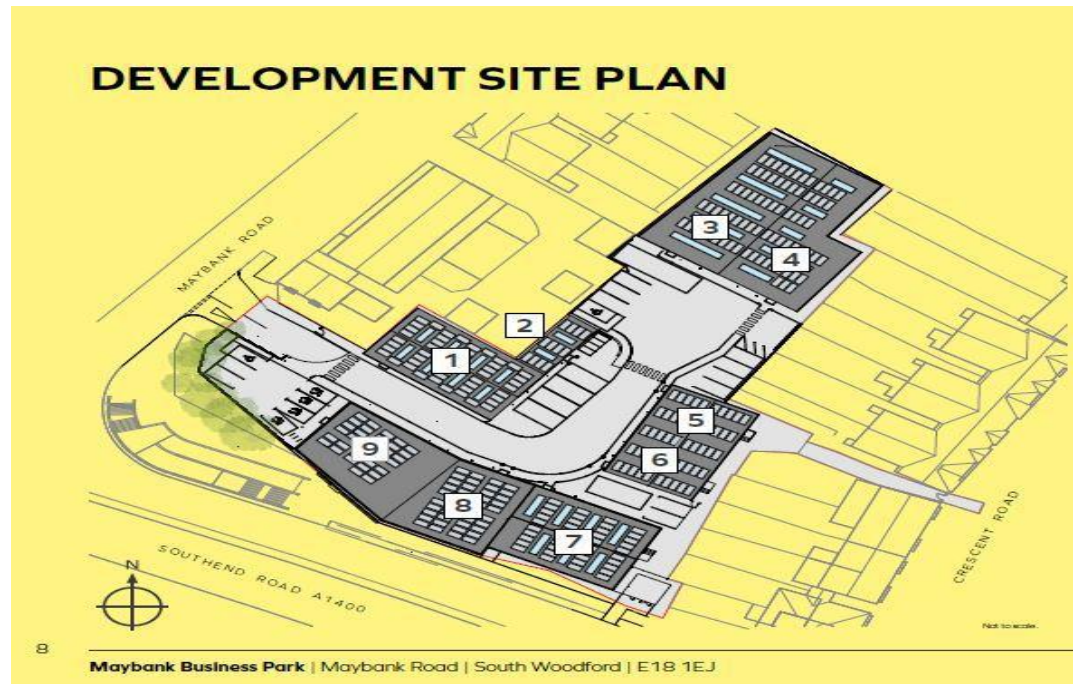 DEVELOPMENT SITE PLAN
MAYBANK ROAD
3
4
2
1
5
9
6
8
7
SOUTHEND ROAD A1400
N
CRESCENT ROAD
Not to scale.
8
Maybank Business Park | Maybank Road | South Woodford | E18 1EJ